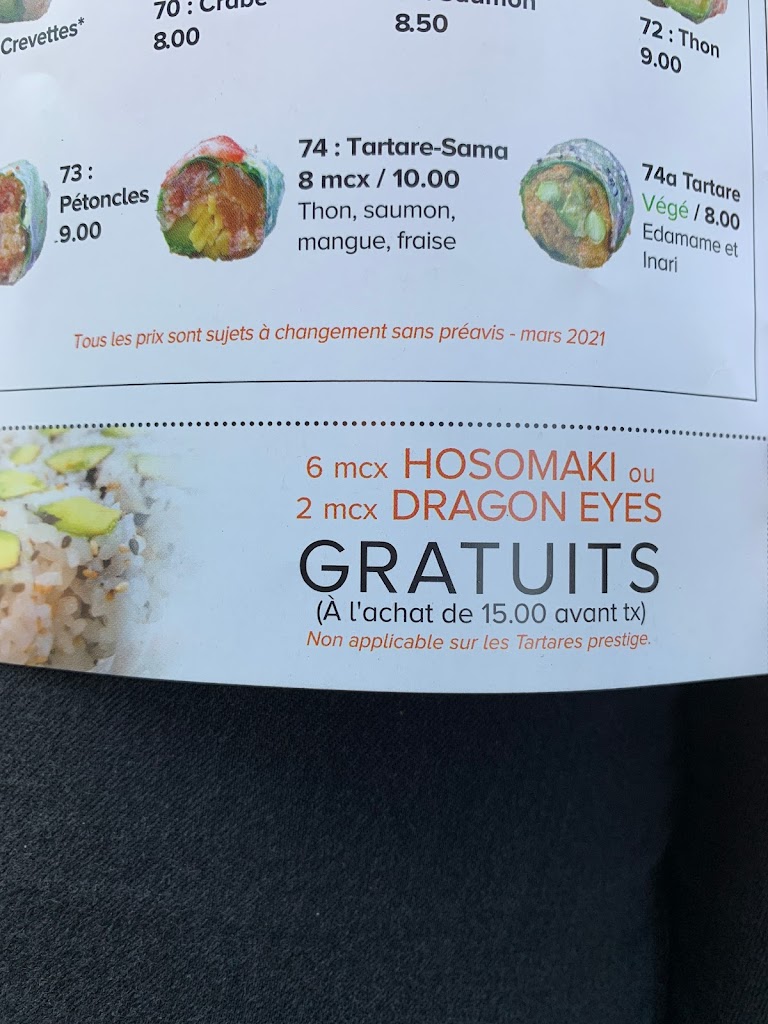 Crevettes*
70 : Crabe
8.00
Saumon
8.50
72 : Thon
9.00
73 :
Pétoncles
9.00
74 : Tartare-Sama
8 mcx / 10.00
Thon, saumon,
mangue, fraise
74a Tartare
Végé / 8.00
Edamame et
Inari
Tous les prix sont sujets à changement sans préavis - mars 2021
6 mcx HOSOMAKI ou
2 mcx DRAGON EYES
GRATUITS
(À l'achat de 15.00 avant tx)
Non applicable sur les Tartares prestige.